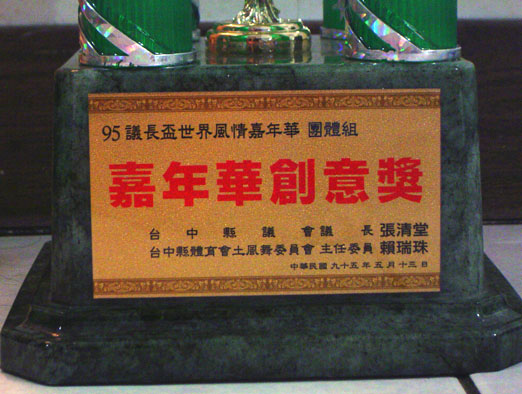 95 議長盃世界風情嘉年華 團體組
嘉年華創意獎
台中縣議會議長 張清堂
台中縣體育會土風舞委員會 主任委員 賴瑞珠
中華民國九十五年五月十三日